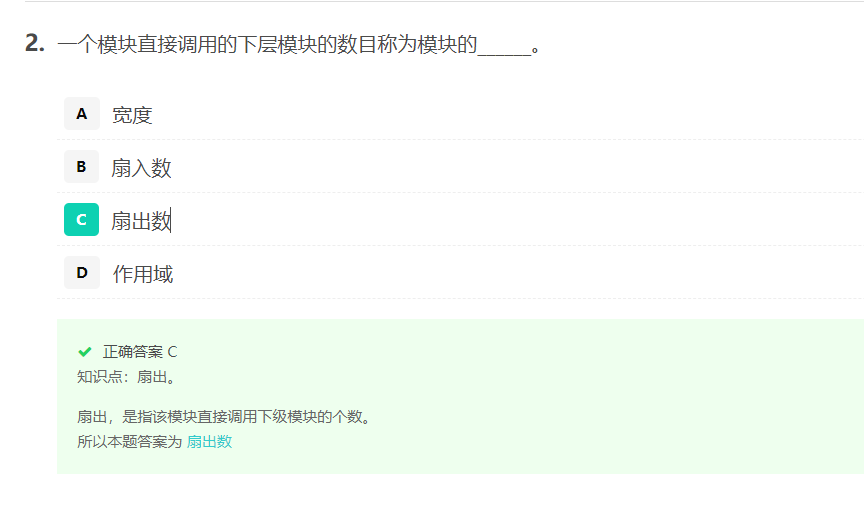 2. 一个模块直接调用的下层模块的数目称为模块的______。
A 宽度
B 扇入数
C 扇出数
D 作用域
正确答案 C
知识点：扇出。
扇出，是指该模块直接调用下级模块的个数。
所以本题答案为 扇出数